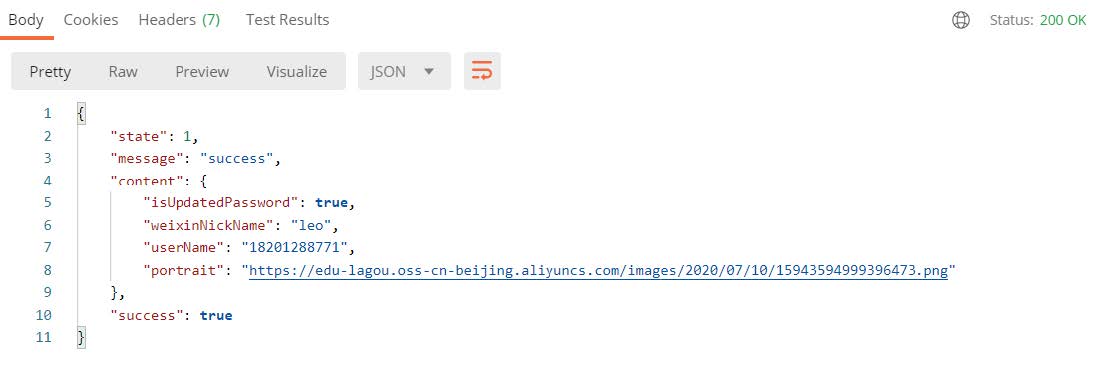 Body Cookies Headers (7) Test Results Status: 200 OK
Pretty Raw Preview Visualize JSON
1 {
2 "state": 1,
3 "message": "success",
4 "content": {
5 "isUpdatedPassword": true,
6 "weixinNickName": "leo",
7 "userName": "18201288771",
8 "portrait": "https://edu-lagou.oss-cn-beijing.aliyuncs.com/images/2020/07/10/15943594999396473.png"
9 },
10 "success": true
11 }